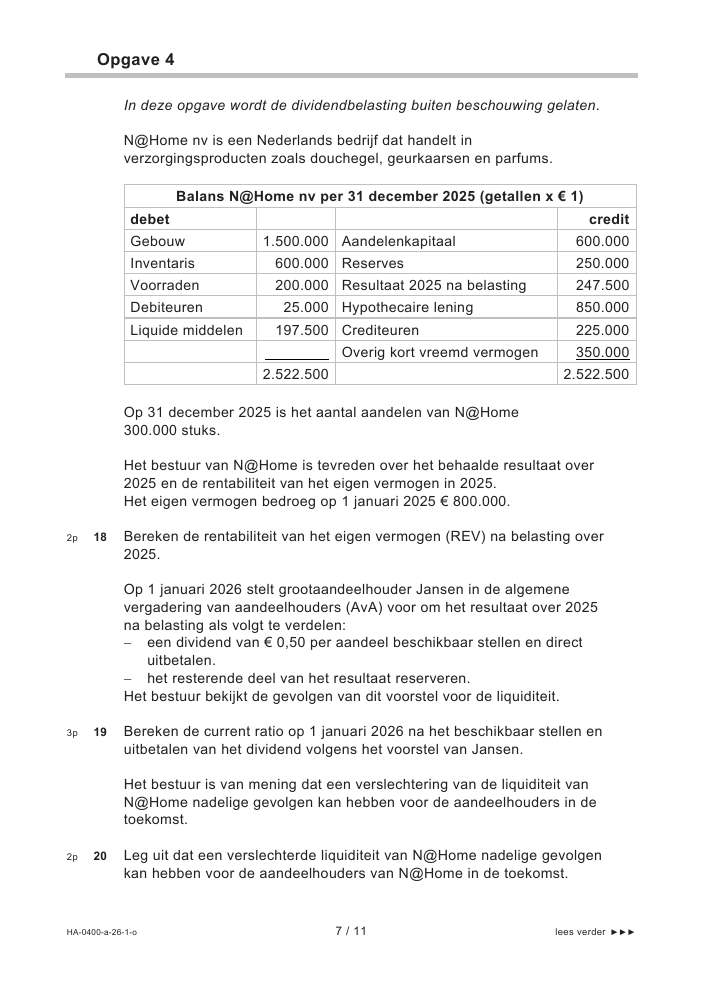 Opgave 4
In deze opgave wordt de dividendbelasting buiten beschouwing gelaten.
N@Home nv is een Nederlands bedrijf dat handelt in
verzorgingsproducten zoals douchegel, geurkaarsen en parfums.
Balans N@Home nv per 31 december 2025 (getallen x € 1)
debet credit
Gebouw 1.500.000 Aandelenkapitaal 600.000
Inventaris 600.000 Reserves 250.000
Voorraden 200.000 Resultaat 2025 na belasting 247.500
Debiteuren 25.000 Hypothecaire lening 850.000
Liquide middelen 197.500 Crediteuren 225.000
Overig kort vreemd vermogen 350.000
2.522.500 2.522.500
Op 31 december 2025 is het aantal aandelen van N@Home
300.000 stuks.
Het bestuur van N@Home is tevreden over het behaalde resultaat over
2025 en de rentabiliteit van het eigen vermogen in 2025.
Het eigen vermogen bedroeg op 1 januari 2025 € 800.000.
2p 18 Bereken de rentabiliteit van het eigen vermogen (REV) na belasting over
2025.
Op 1 januari 2026 stelt grootaandeelhouder Jansen in de algemene
vergadering van aandeelhouders (AvA) voor om het resultaat over 2025
na belasting als volgt te verdelen:
– een dividend van € 0,50 per aandeel beschikbaar stellen en direct
uitbetalen.
– het resterende deel van het resultaat reserveren.
Het bestuur bekijkt de gevolgen van dit voorstel voor de liquiditeit.
3p 19 Bereken de current ratio op 1 januari 2026 na het beschikbaar stellen en
uitbetalen van het dividend volgens het voorstel van Jansen.
Het bestuur is van mening dat een verslechtering van de liquiditeit van
N@Home nadelige gevolgen kan hebben voor de aandeelhouders in de
toekomst.
2p 20 Leg uit dat een verslechterde liquiditeit van N@Home nadelige gevolgen
kan hebben voor de aandeelhouders van N@Home in de toekomst.
HA-0400-a-26-1-o 7 / 11 lees verder ►►►